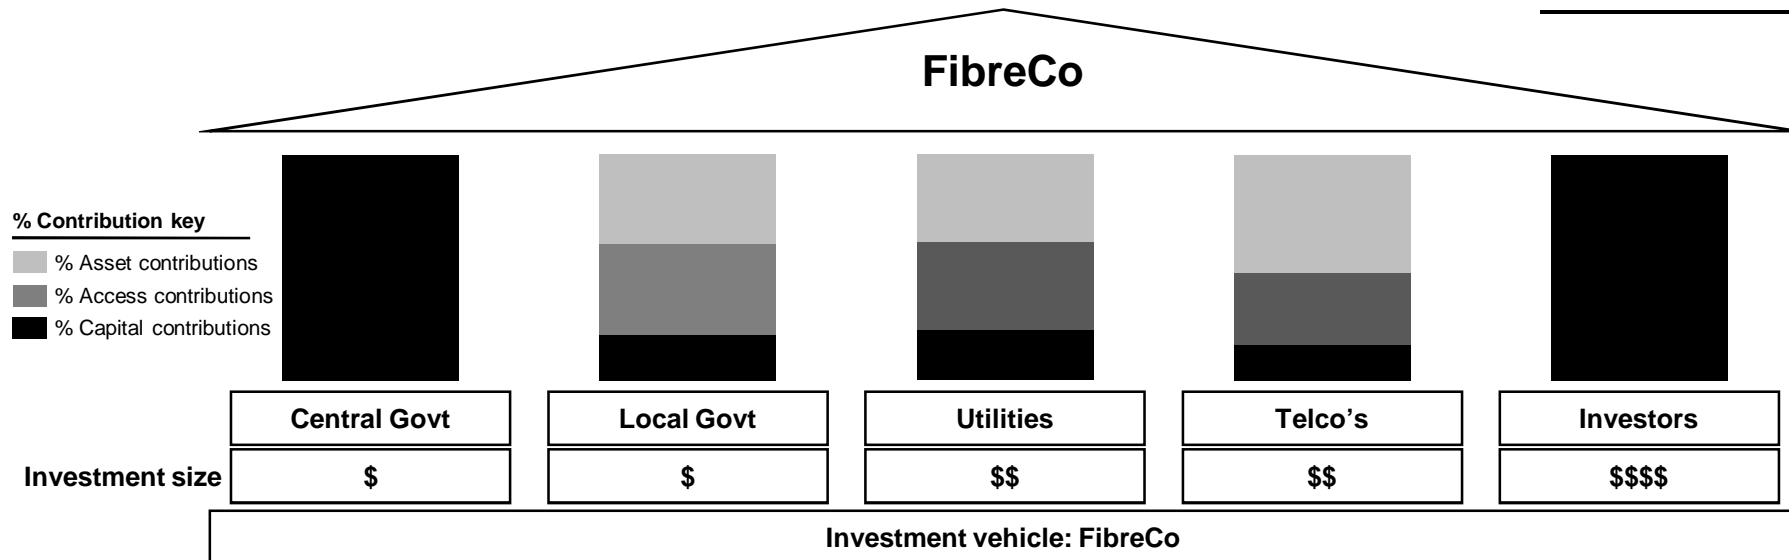 FibreCo
% Contribution key
% Asset contributions
% Access contributions
% Capital contributions
Central Govt
Local Govt
Utilities
Telco's
Investors
Investment size
$
$
$$
$$
$$$$
Investment vehicle: FibreCo